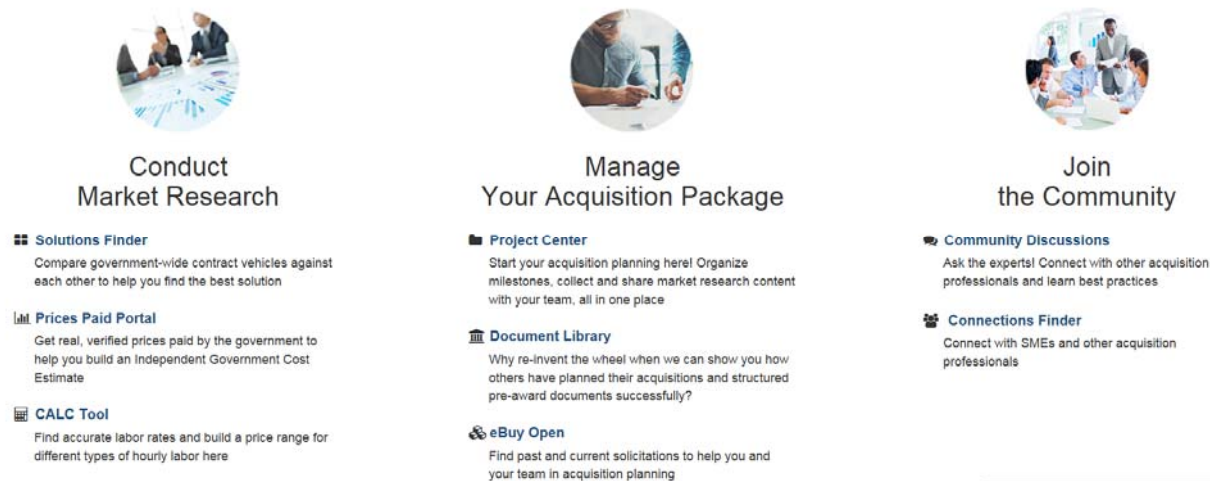 Conduct
Market Research
Solutions Finder
Compare government-wide contract vehicles against
each other to help you find the best solution
Prices Paid Portal
Get real, verified prices paid by the government to
help you build an Independent Government Cost
Estimate
CALC Tool
Find accurate labor rates and build a price range for
different types of hourly labor here
Manage
Your Acquisition Package
Project Center
Start your acquisition planning here! Organize
milestones, collect and share market research content
with your team, all in one place
Document Library
Why re-invent the wheel when we can show you how
others have planned their acquisitions and structured
pre-award documents successfully?
eBuy Open
Find past and current solicitations to help you and
your team in acquisition planning
Join
the Community
Community Discussions
Ask the experts! Connect with other acquisition
professionals and learn best practices
Connections Finder
Connect with SMEs and other acquisition
professionals